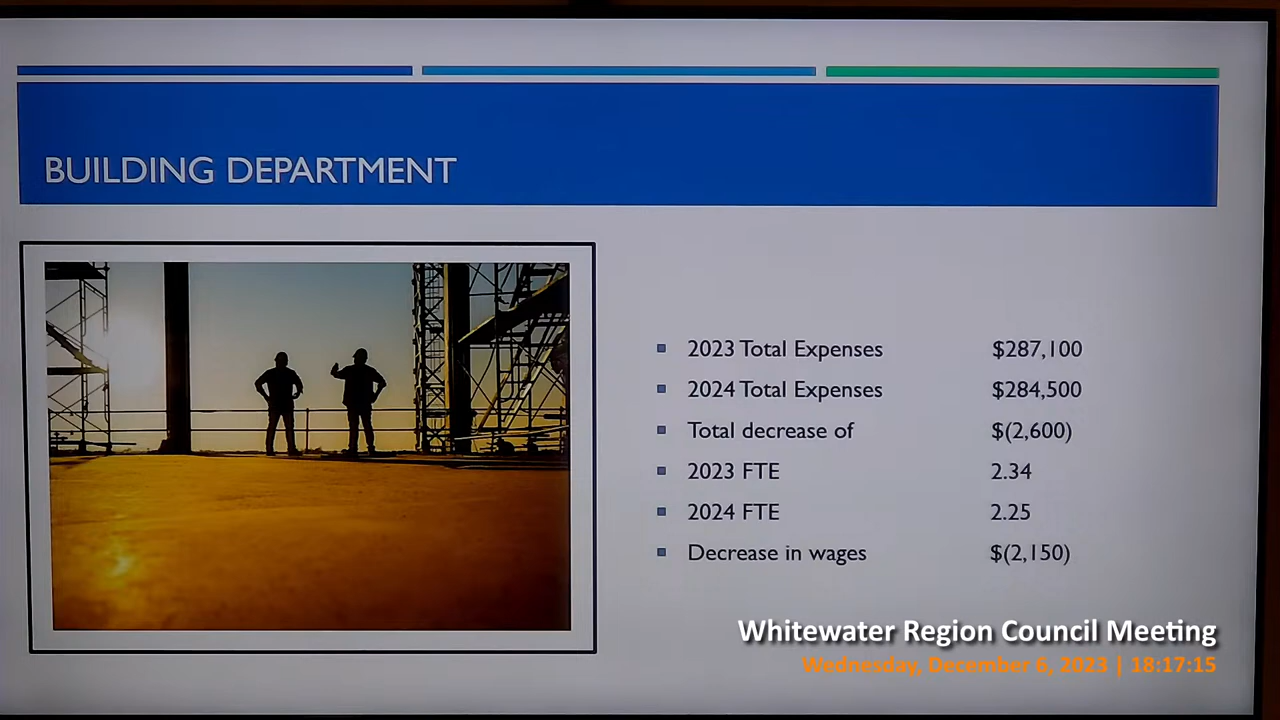 BUILDING DEPARTMENT
2023 Total Expenses $287,100
2024 Total Expenses $284,500
Total decrease of $(2,600)
2023 FTE 2.34
2024 FTE 2.25
Decrease in wages $(2,150)
Whitewater Region Council Meeting
Wednesday, December 6, 2023 | 18:17:15